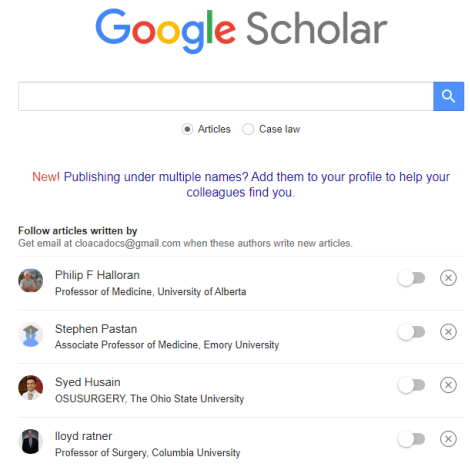 Google Scholar
Articles
Case law
New! Publishing under multiple names? Add them to your profile to help your
colleagues find you.
Follow articles written by
Get email at cloacadocs@gmail.com when these authors write new articles.
Philip F Halloran
Professor of Medicine, University of Alberta
Stephen Pastan
Associate Professor of Medicine, Emory University
Syed Husain
OSUSURGERY, The Ohio State University
lloyd ratner
Professor of Surgery, Columbia University